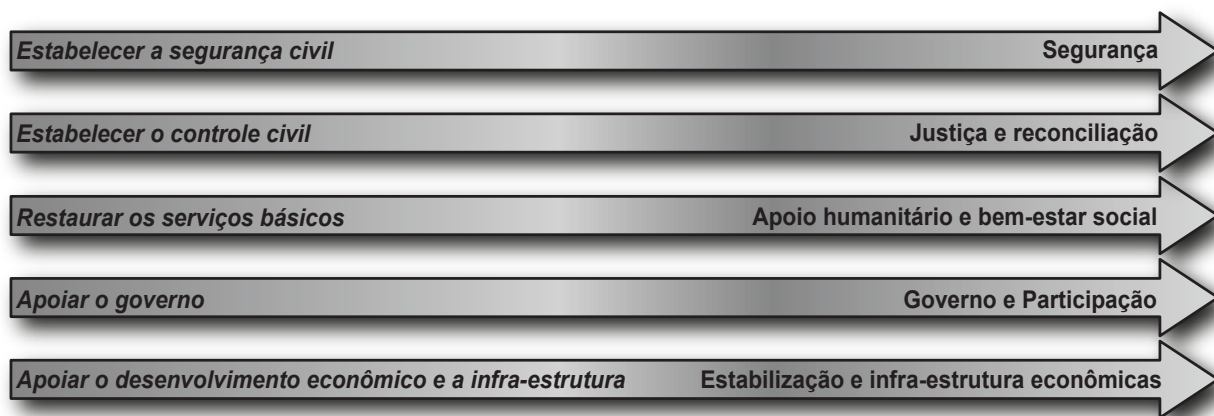 Estabelecer a segurança civil Segurança
Estabelecer o controle civil Justiça e reconciliação
Restaurar os serviços básicos Apoio humanitário e bem-estar social
Apoiar o governo Governo e Participação
Apoiar o desenvolvimento econômico e a infra-estrutura Estabilização e infra-estrutura econômicas